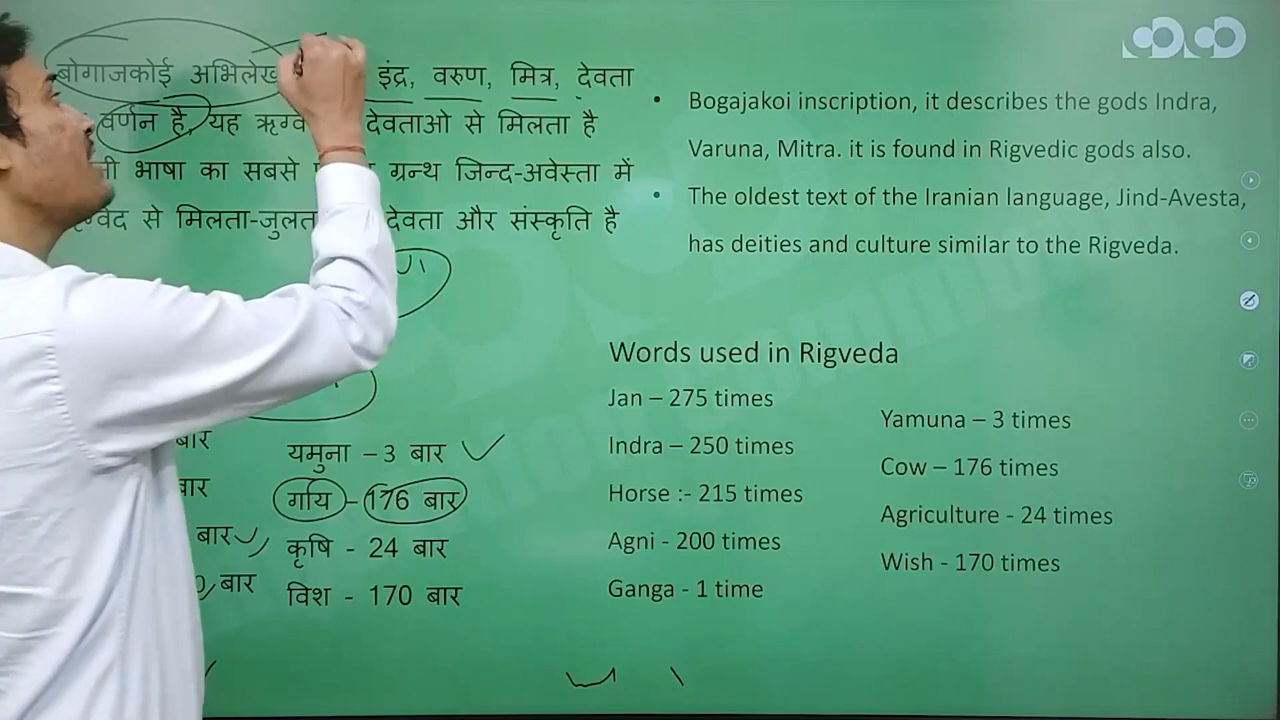 बोगाजकोई अभिलेख इंद्र, वरुण, मित्र, देवता
वर्णन है, यह देवताओ से मिलता है
भाषा का सबसे ग्रन्थ जिन्द-अवेस्ता में
से देवता और संस्कृति है
बार
बार
बार
बार
यमुना – 3 बार
गाय - 176 बार
कृषि - 24 बार
विश - 170 बार
• Bogajakoi inscription, it describes the gods Indra,
Varuna, Mitra. it is found in Rigvedic gods also.
• The oldest text of the Iranian language, Jind-Avesta,
has deities and culture similar to the Rigveda.
Words used in Rigveda
Jan – 275 times
Indra – 250 times
Horse :- 215 times
Agni - 200 times
Ganga - 1 time
Yamuna – 3 times
Cow – 176 times
Agriculture - 24 times
Wish - 170 times